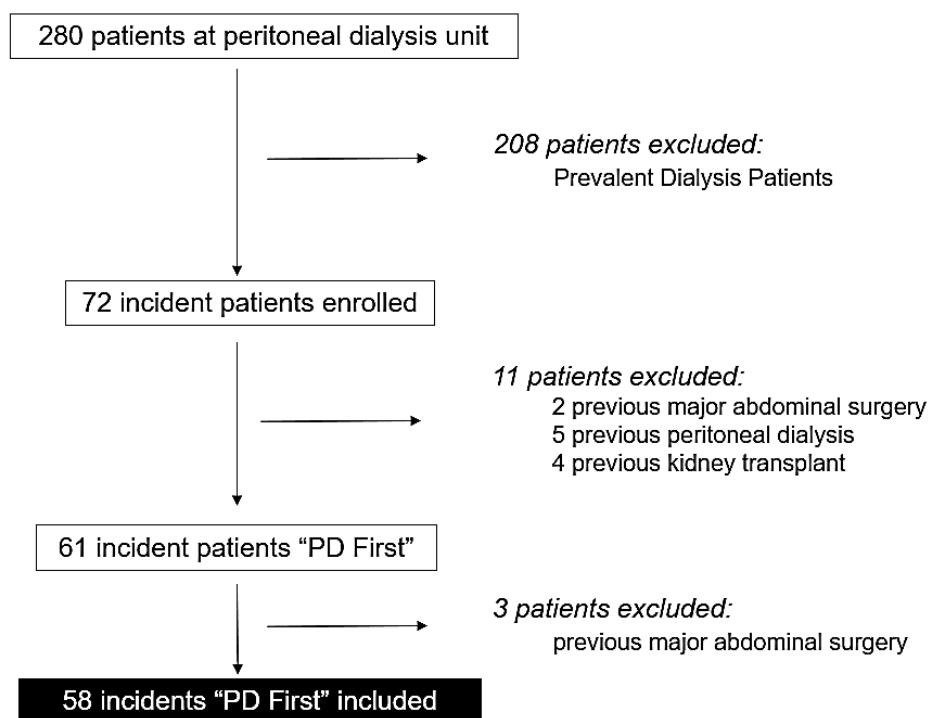 280 patients at peritoneal dialysis unit
208 patients excluded:
Prevalent Dialysis Patients
72 incident patients enrolled
11 patients excluded:
2 previous major abdominal surgery
5 previous peritoneal dialysis
4 previous kidney transplant
61 incident patients “PD First”
3 patients excluded:
previous major abdominal surgery
58 incidents “PD First” included